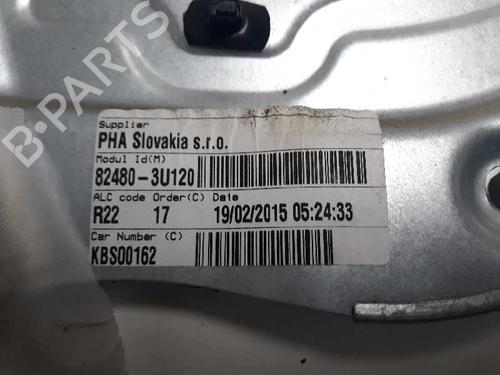 Supplier
PHA Slovakia s.r.o.
Modul Id(M)
82480-3U120
ALC code Order(C) Date
R22 17 19/02/2015 05:24:33
Car Number (C)
KBS00162
B-PARTS